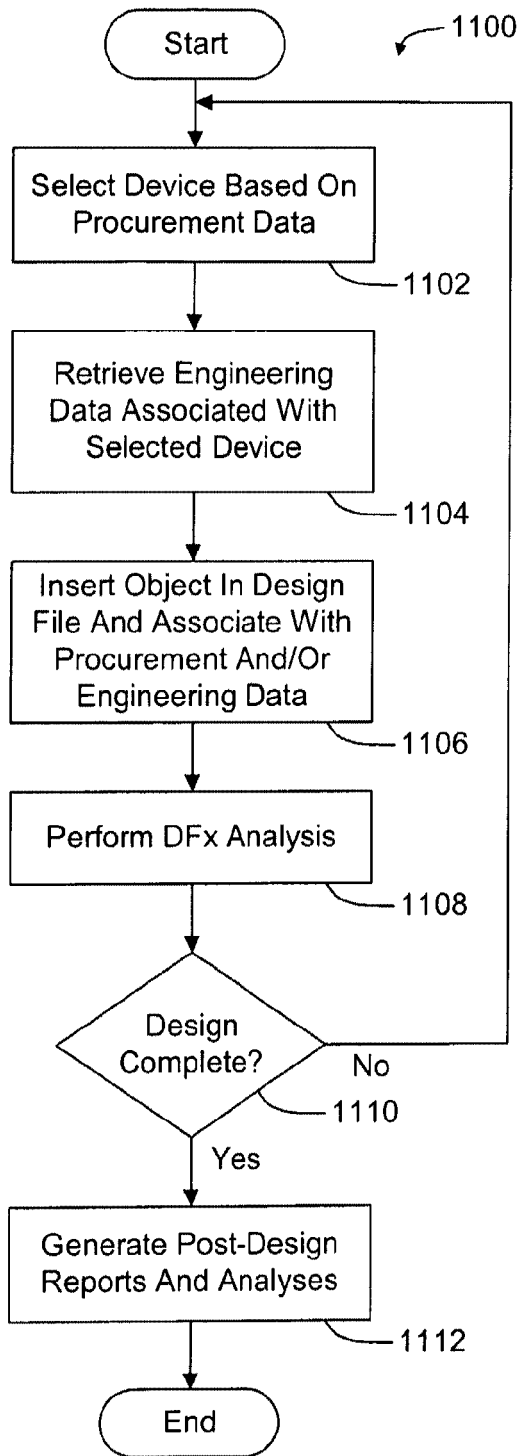 Start
1100
Select Device Based On
Procurement Data
1102
Retrieve Engineering
Data Associated With
Selected Device
1104
Insert Object In Design
File And Associate With
Procurement And/Or
Engineering Data
1106
Perform DFx Analysis
1108
Design
Complete?
No
1110
Yes
Generate Post-Design
Reports And Analyses
1112
End